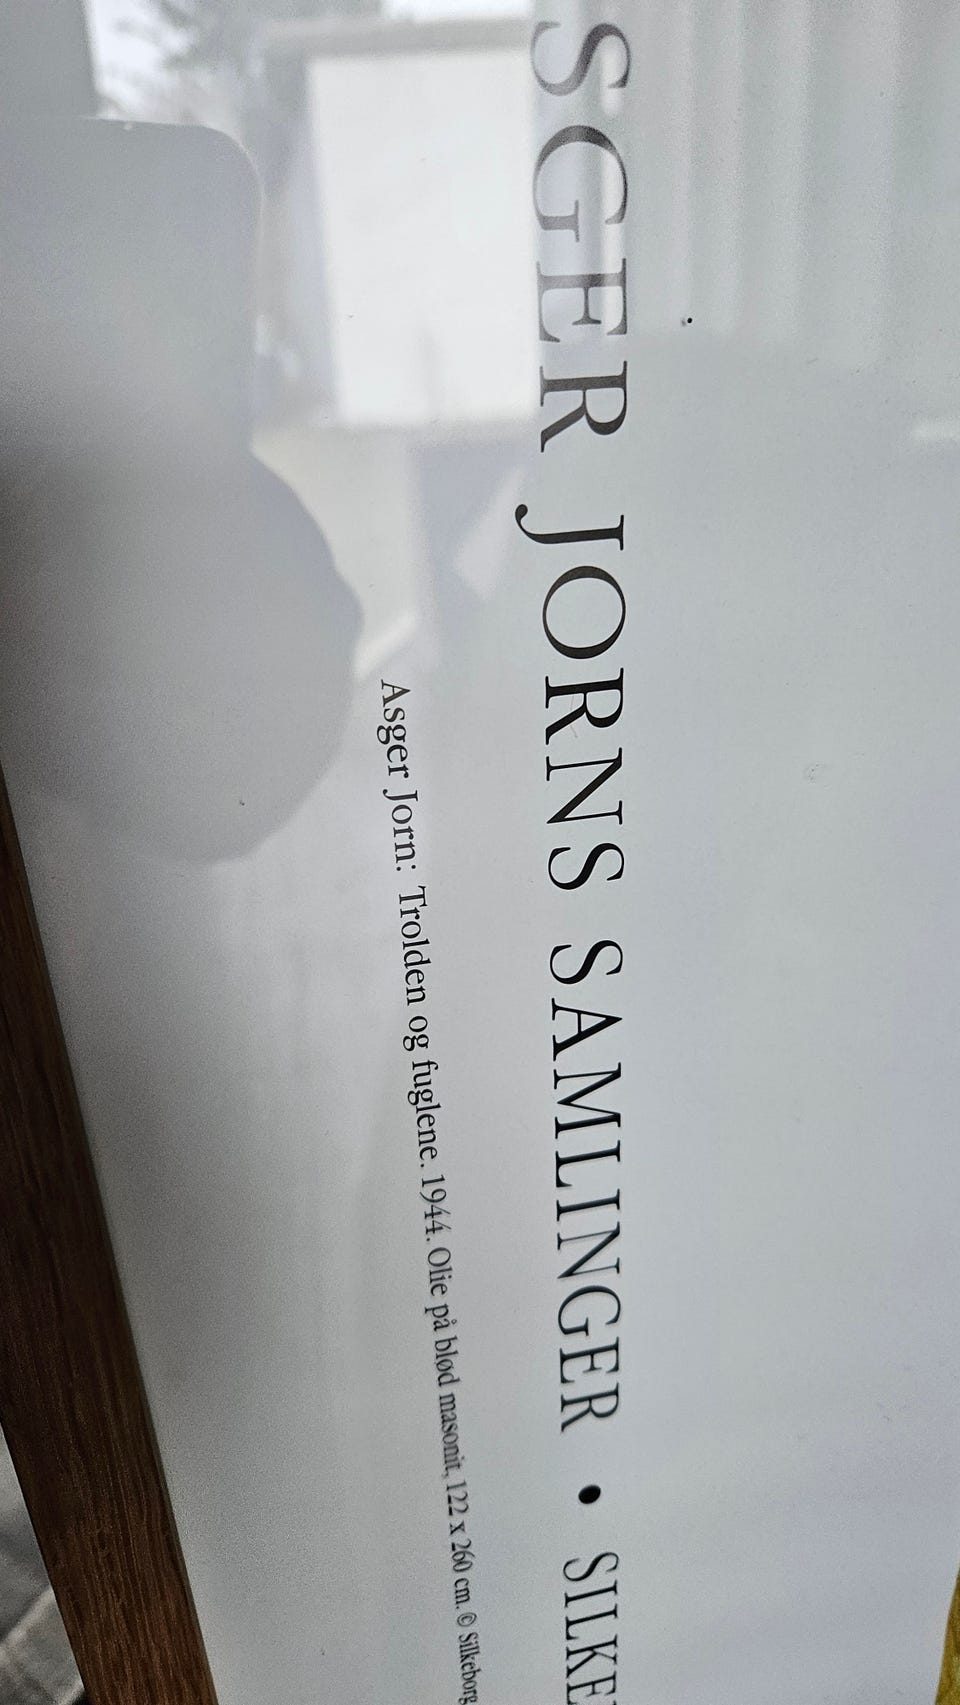 SGER JORNS SAMLINGER • SILKE
Asger Jorn: Trolden og fuglene. 1944. Olie på blød masonit, 122 x 260 cm. © Silkeborg